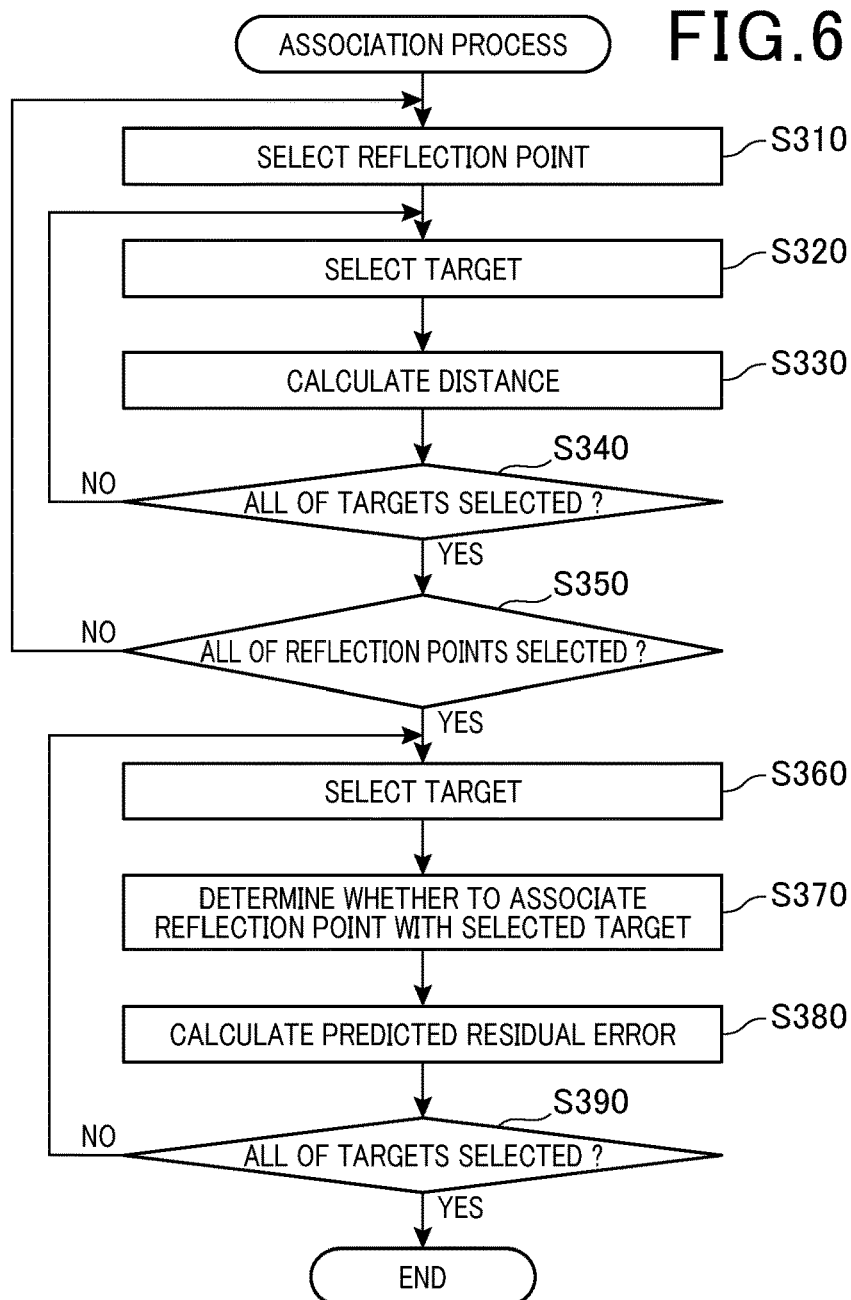 FIG.6
ASSOCIATION PROCESS
SELECT REFLECTION POINT
S310
SELECT TARGET
S320
CALCULATE DISTANCE
S330
S340
ALL OF TARGETS SELECTED ?
NO
YES
S350
ALL OF REFLECTION POINTS SELECTED ?
NO
YES
SELECT TARGET
S360
DETERMINE WHETHER TO ASSOCIATE
REFLECTION POINT WITH SELECTED TARGET
S370
CALCULATE PREDICTED RESIDUAL ERROR
S380
S390
ALL OF TARGETS SELECTED ?
NO
YES
END